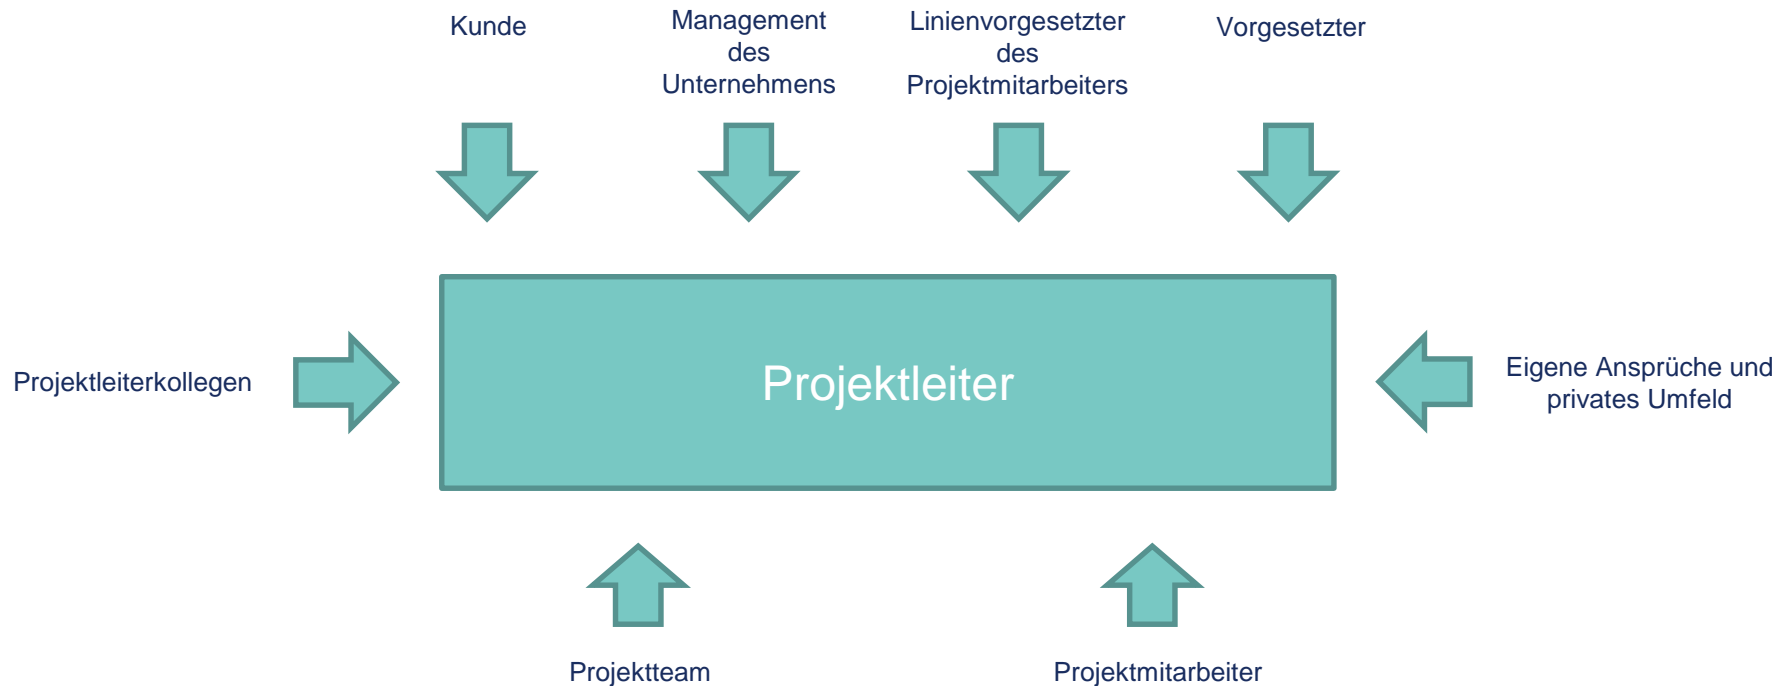 Kunde
Management
des
Unternehmens
Linienvorgesetzter
des
Projektmitarbeiters
Vorgesetzter
Projektleiterkollegen
Projektleiter
Eigene Ansprüche und
privates Umfeld
Projektteam
Projektmitarbeiter